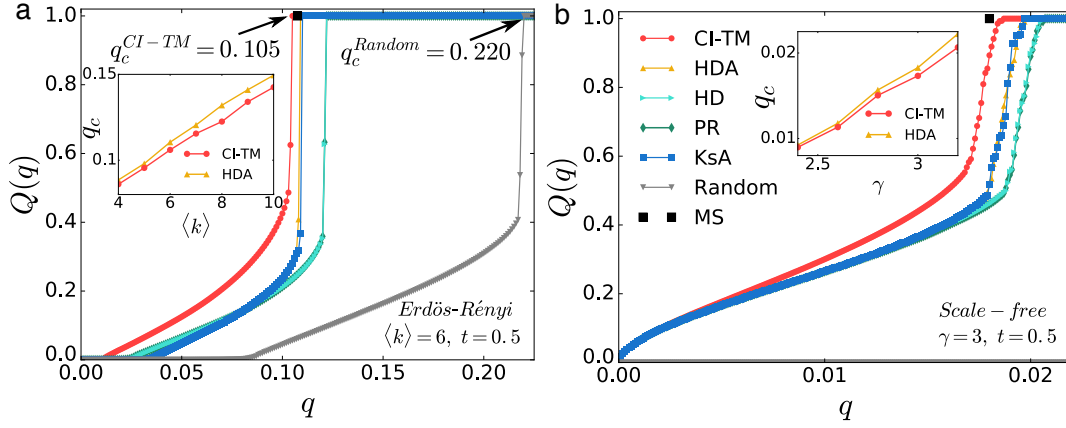 a
q_c^{CI-TM} = 0.105
q_c^{Random} = 0.220
1.0
0.8
0.6
0.4
0.2
0.0
Q(q)
0.15
0.1
q_c
CI-TM
HDA
4 6 8 10
⟨k⟩
Erdös-Rényi
⟨k⟩=6, t=0.5
0.00 0.05 0.10 0.15 0.20
q
b
1.0
0.8
0.6
0.4
0.2
0.0
Q(q)
CI-TM
HDA
HD
PR
KsA
Random
MS
0.02
0.01
q_c
CI-TM
HDA
2.5 3
γ
Scale-free
γ=3, t=0.5
0.00 0.01 0.02
q